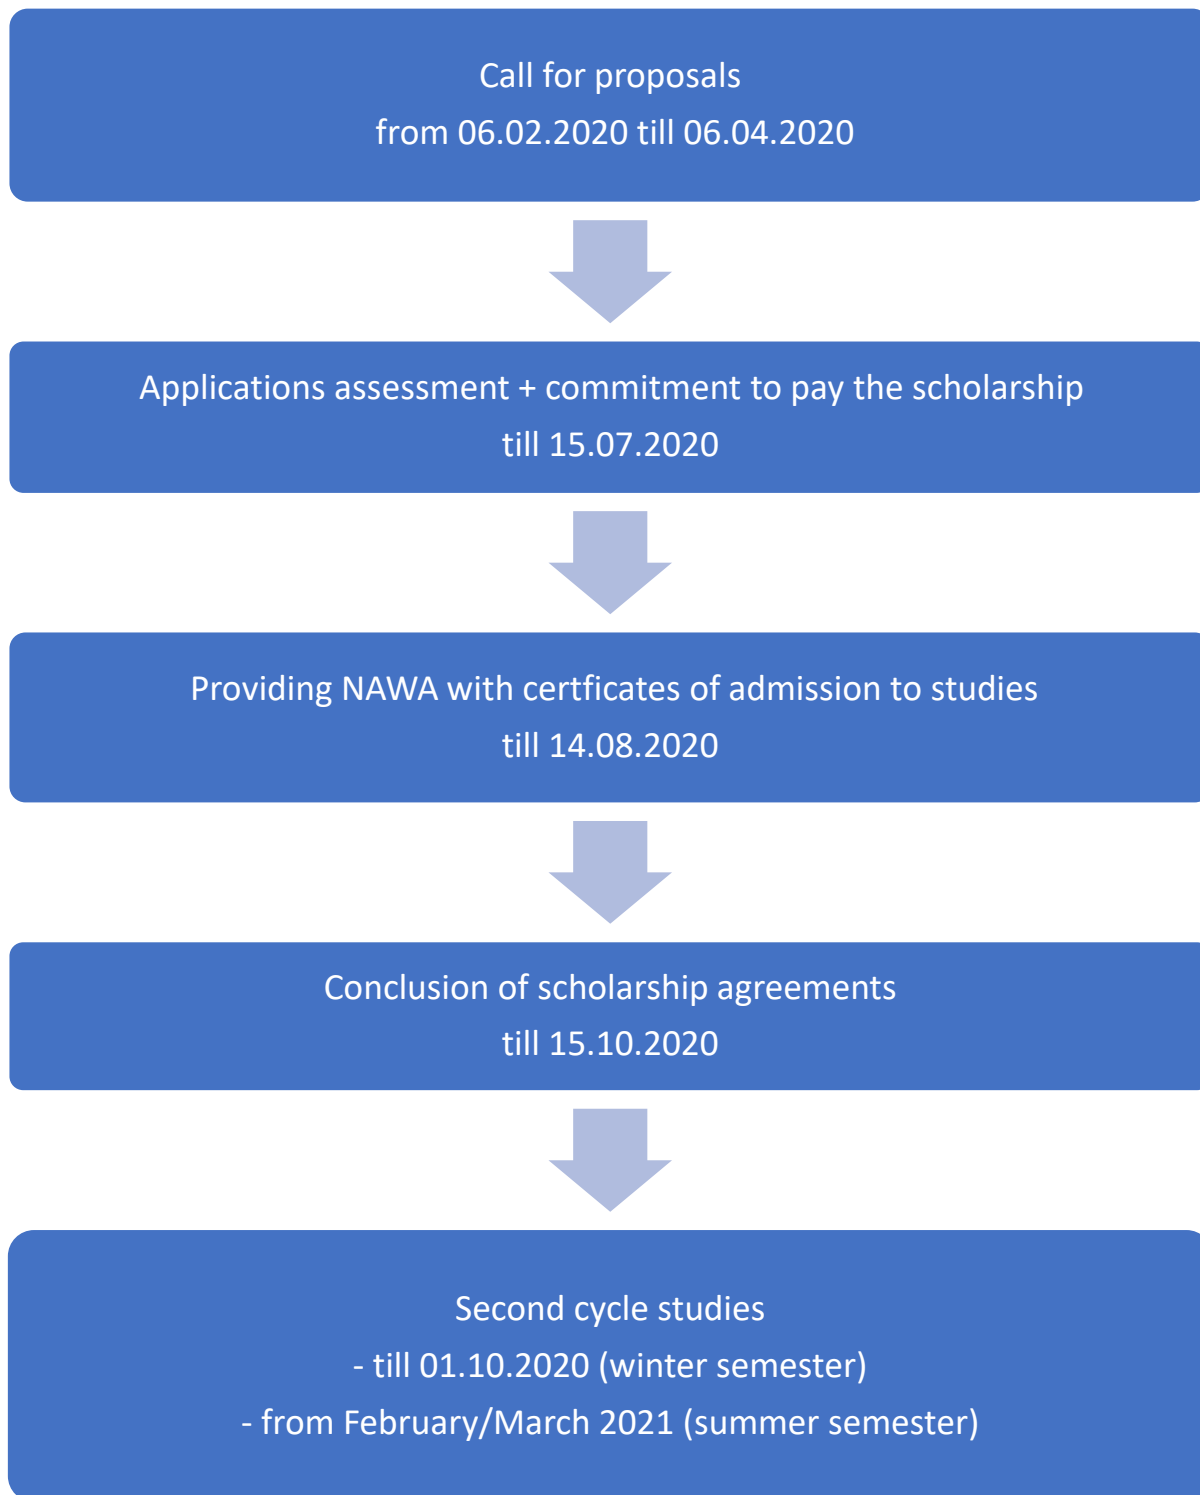 Call for proposals
from 06.02.2020 till 06.04.2020
Applications assessment + commitment to pay the scholarship
till 15.07.2020
Providing NAWA with certficates of admission to studies
till 14.08.2020
Conclusion of scholarship agreements
till 15.10.2020
Second cycle studies
- till 01.10.2020 (winter semester)
- from February/March 2021 (summer semester)